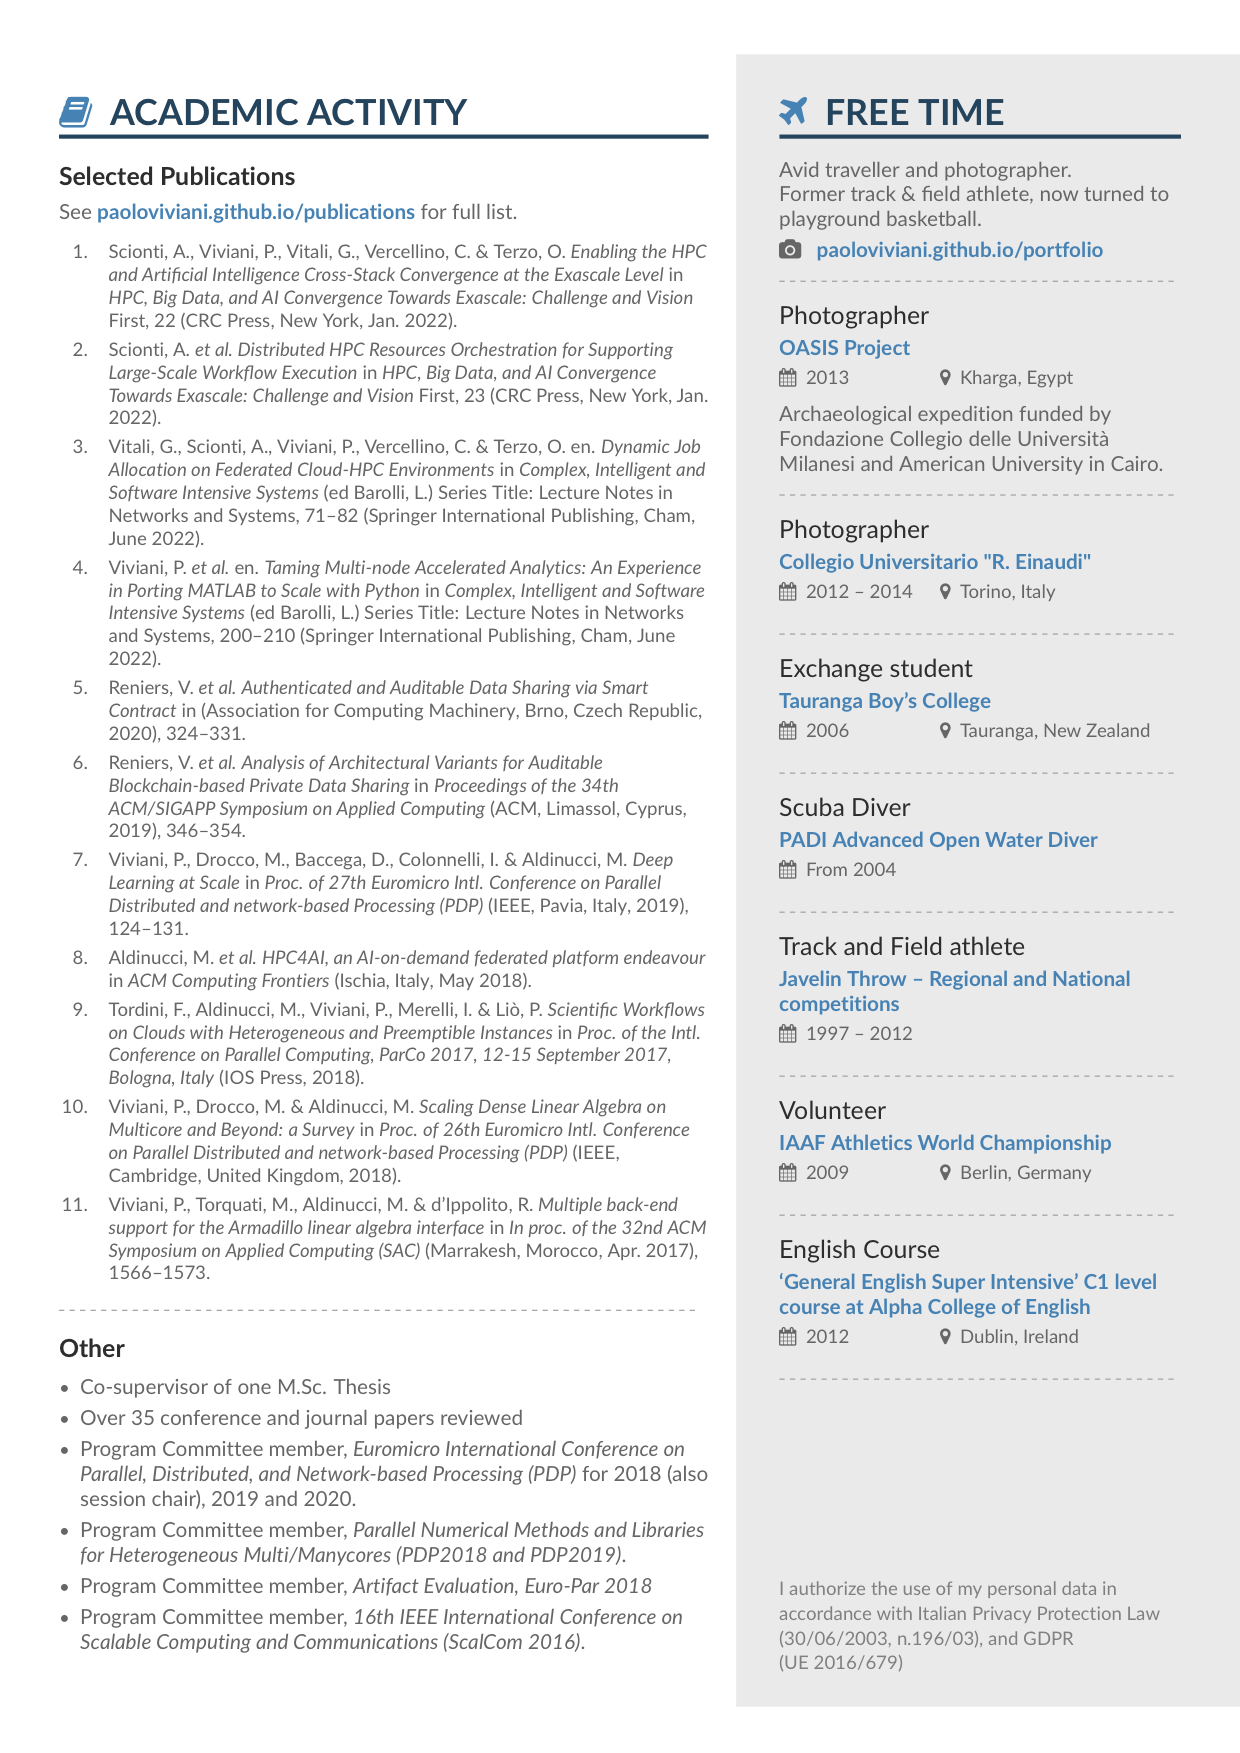 ACADEMIC ACTIVITY
Selected Publications
See paoloviviani.github.io/publications for full list.
1. Scionti, A., Viviani, P., Vitali, G., Vercellino, C. & Terzo, O. Enabling the HPC
and Artificial Intelligence Cross-Stack Convergence at the Exascale Level in
HPC, Big Data, and AI Convergence Towards Exascale: Challenge and Vision
First, 22 (CRC Press, New York, Jan. 2022).
2. Scionti, A. et al. Distributed HPC Resources Orchestration for Supporting
Large-Scale Workflow Execution in HPC, Big Data, and AI Convergence
Towards Exascale: Challenge and Vision First, 23 (CRC Press, New York, Jan.
2022).
3. Vitali, G., Scionti, A., Viviani, P., Vercellino, C. & Terzo, O. en. Dynamic Job
Allocation on Federated Cloud-HPC Environments in Complex, Intelligent and
Software Intensive Systems (ed Barolli, L.) Series Title: Lecture Notes in
Networks and Systems, 71–82 (Springer International Publishing, Cham,
June 2022).
4. Viviani, P. et al. en. Taming Multi-node Accelerated Analytics: An Experience
in Porting MATLAB to Scale with Python in Complex, Intelligent and Software
Intensive Systems (ed Barolli, L.) Series Title: Lecture Notes in Networks
and Systems, 200–210 (Springer International Publishing, Cham, June
2022).
5. Reniers, V. et al. Authenticated and Auditable Data Sharing via Smart
Contract in (Association for Computing Machinery, Brno, Czech Republic,
2020), 324–331.
6. Reniers, V. et al. Analysis of Architectural Variants for Auditable
Blockchain-based Private Data Sharing in Proceedings of the 34th
ACM/SIGAPP Symposium on Applied Computing (ACM, Limassol, Cyprus,
2019), 346–354.
7. Viviani, P., Drocco, M., Baccega, D., Colonnelli, I. & Aldinucci, M. Deep
Learning at Scale in Proc. of 27th Euromicro Intl. Conference on Parallel
Distributed and network-based Processing (PDP) (IEEE, Pavia, Italy, 2019),
124–131.
8. Aldinucci, M. et al. HPC4AI, an AI-on-demand federated platform endeavour
in ACM Computing Frontiers (Ischia, Italy, May 2018).
9. Tordini, F., Aldinucci, M., Viviani, P., Merelli, I. & Liò, P. Scientific Workflows
on Clouds with Heterogeneous and Preemptible Instances in Proc. of the Intl.
Conference on Parallel Computing, ParCo 2017, 12-15 September 2017,
Bologna, Italy (IOS Press, 2018).
10. Viviani, P., Drocco, M. & Aldinucci, M. Scaling Dense Linear Algebra on
Multicore and Beyond: a Survey in Proc. of 26th Euromicro Intl. Conference
on Parallel Distributed and network-based Processing (PDP) (IEEE,
Cambridge, United Kingdom, 2018).
11. Viviani, P., Torquati, M., Aldinucci, M. & d’Ippolito, R. Multiple back-end
support for the Armadillo linear algebra interface in In proc. of the 32nd ACM
Symposium on Applied Computing (SAC) (Marrakesh, Morocco, Apr. 2017),
1566–1573.
Other
• Co-supervisor of one M.Sc. Thesis
• Over 35 conference and journal papers reviewed
• Program Committee member, Euromicro International Conference on
Parallel, Distributed, and Network-based Processing (PDP) for 2018 (also
session chair), 2019 and 2020.
• Program Committee member, Parallel Numerical Methods and Libraries
for Heterogeneous Multi/Manycores (PDP2018 and PDP2019).
• Program Committee member, Artifact Evaluation, Euro-Par 2018
• Program Committee member, 16th IEEE International Conference on
Scalable Computing and Communications (ScalCom 2016).
FREE TIME
Avid traveller and photographer.
Former track & field athlete, now turned to
playground basketball.
paoloviviani.github.io/portfolio
Photographer
OASIS Project
2013 Kharga, Egypt
Archaeological expedition funded by
Fondazione Collegio delle Università
Milanesi and American University in Cairo.
Photographer
Collegio Universitario "R. Einaudi"
2012 – 2014 Torino, Italy
Exchange student
Tauranga Boy’s College
2006 Tauranga, New Zealand
Scuba Diver
PADI Advanced Open Water Diver
From 2004
Track and Field athlete
Javelin Throw – Regional and National
competitions
1997 – 2012
Volunteer
IAAF Athletics World Championship
2009 Berlin, Germany
English Course
‘General English Super Intensive’ C1 level
course at Alpha College of English
2012 Dublin, Ireland
I authorize the use of my personal data in
accordance with Italian Privacy Protection Law
(30/06/2003, n.196/03), and GDPR
(UE 2016/679)